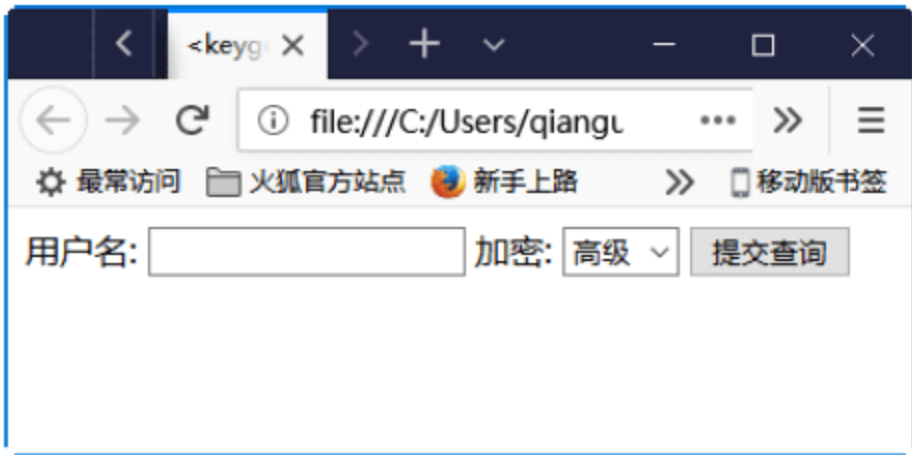 <keyg
file:///C:/Users/qiangu
最常访问 火狐官方站点 新手上路 移动版书签
用户名: 加密: 高级 提交查询